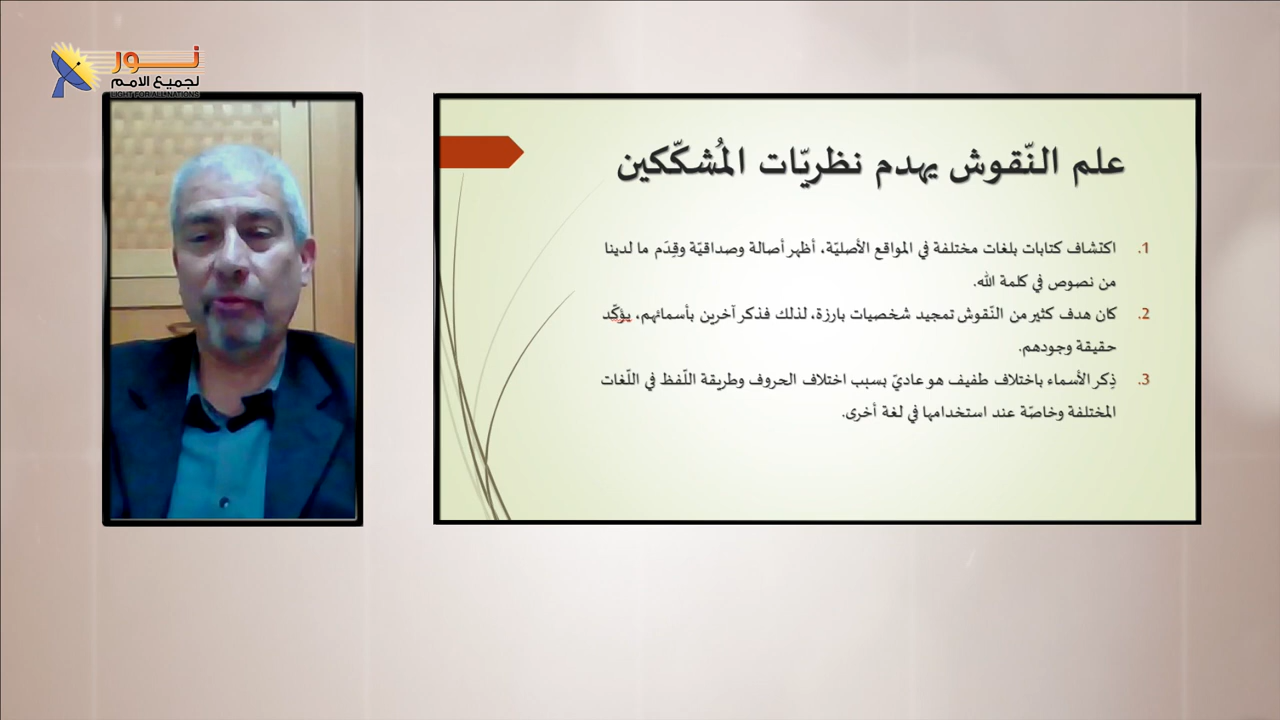 نور
لجميع الامم
LIGHT FOR ALL NATIONS
علم النّقوش يهدم نظريّات المُشكّكين
1. اكتشاف كتابات بلغات مختلفة في المواقع الأصليّة، أظهر أصالة وصداقيّة وقِدَم ما لدينا
من نصوص في كلمة الله.
2. كان هدف كثير من النّقوش تمجيد شخصيات بارزة، لذلك فذكر آخرين بأسمائهم، يؤكّد
حقيقة وجودهم.
3. ذِكر الأسماء باختلاف طفيف هو عاديّ بسبب اختلاف الحروف وطريقة اللّفظ في اللّغات
المختلفة وخاصّة عند استخدامها في لغة أخرى.